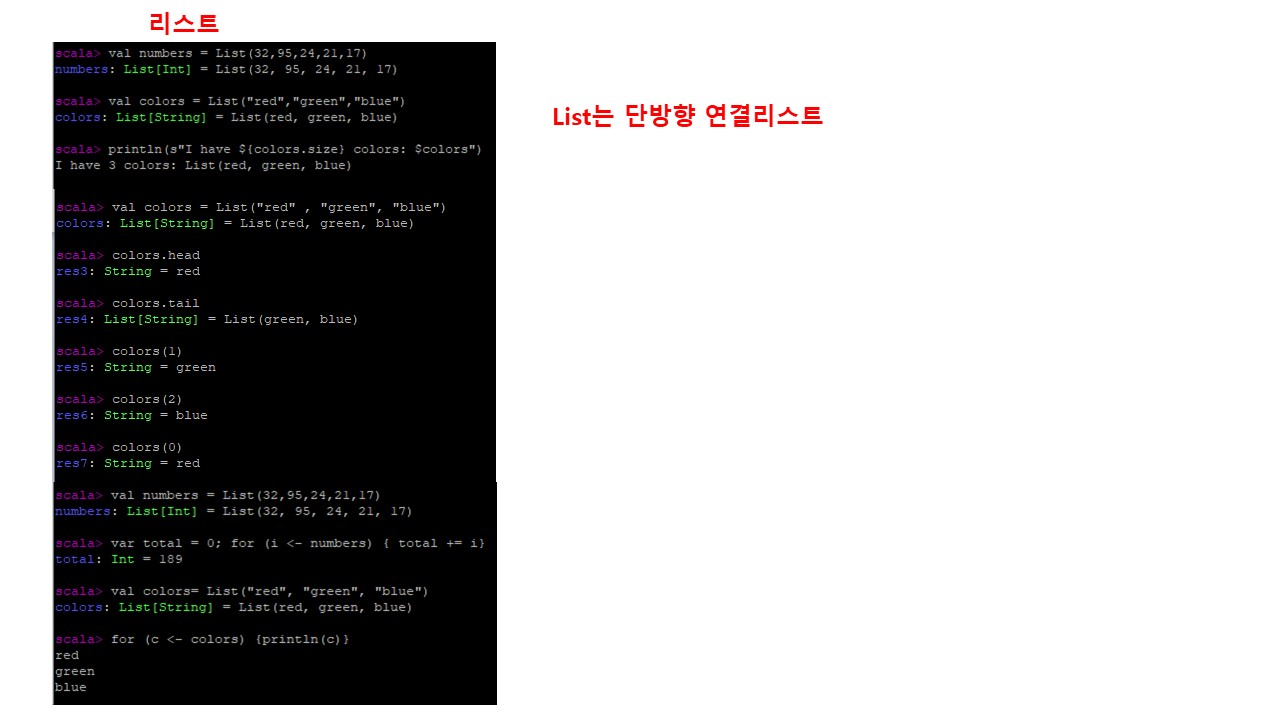 리스트
scala> val numbers = List(32,95,24,21,17)
numbers: List[Int] = List(32, 95, 24, 21, 17)
scala> val colors = List("red","green","blue")
colors: List[String] = List(red, green, blue)
scala> println(s"I have ${colors.size} colors: $colors")
I have 3 colors: List(red, green, blue)
scala> val colors = List("red" , "green", "blue")
colors: List[String] = List(red, green, blue)
scala> colors.head
res3: String = red
scala> colors.tail
res4: List[String] = List(green, blue)
scala> colors(1)
res5: String = green
scala> colors(2)
res6: String = blue
scala> colors(0)
res7: String = red
scala> val numbers = List(32,95,24,21,17)
numbers: List[Int] = List(32, 95, 24, 21, 17)
scala> var total = 0; for (i <- numbers) { total += i}
total: Int = 189
scala> val colors= List("red", "green", "blue")
colors: List[String] = List(red, green, blue)
scala> for (c <- colors) {println(c)}
red
green
blue
List는 단방향 연결리스트